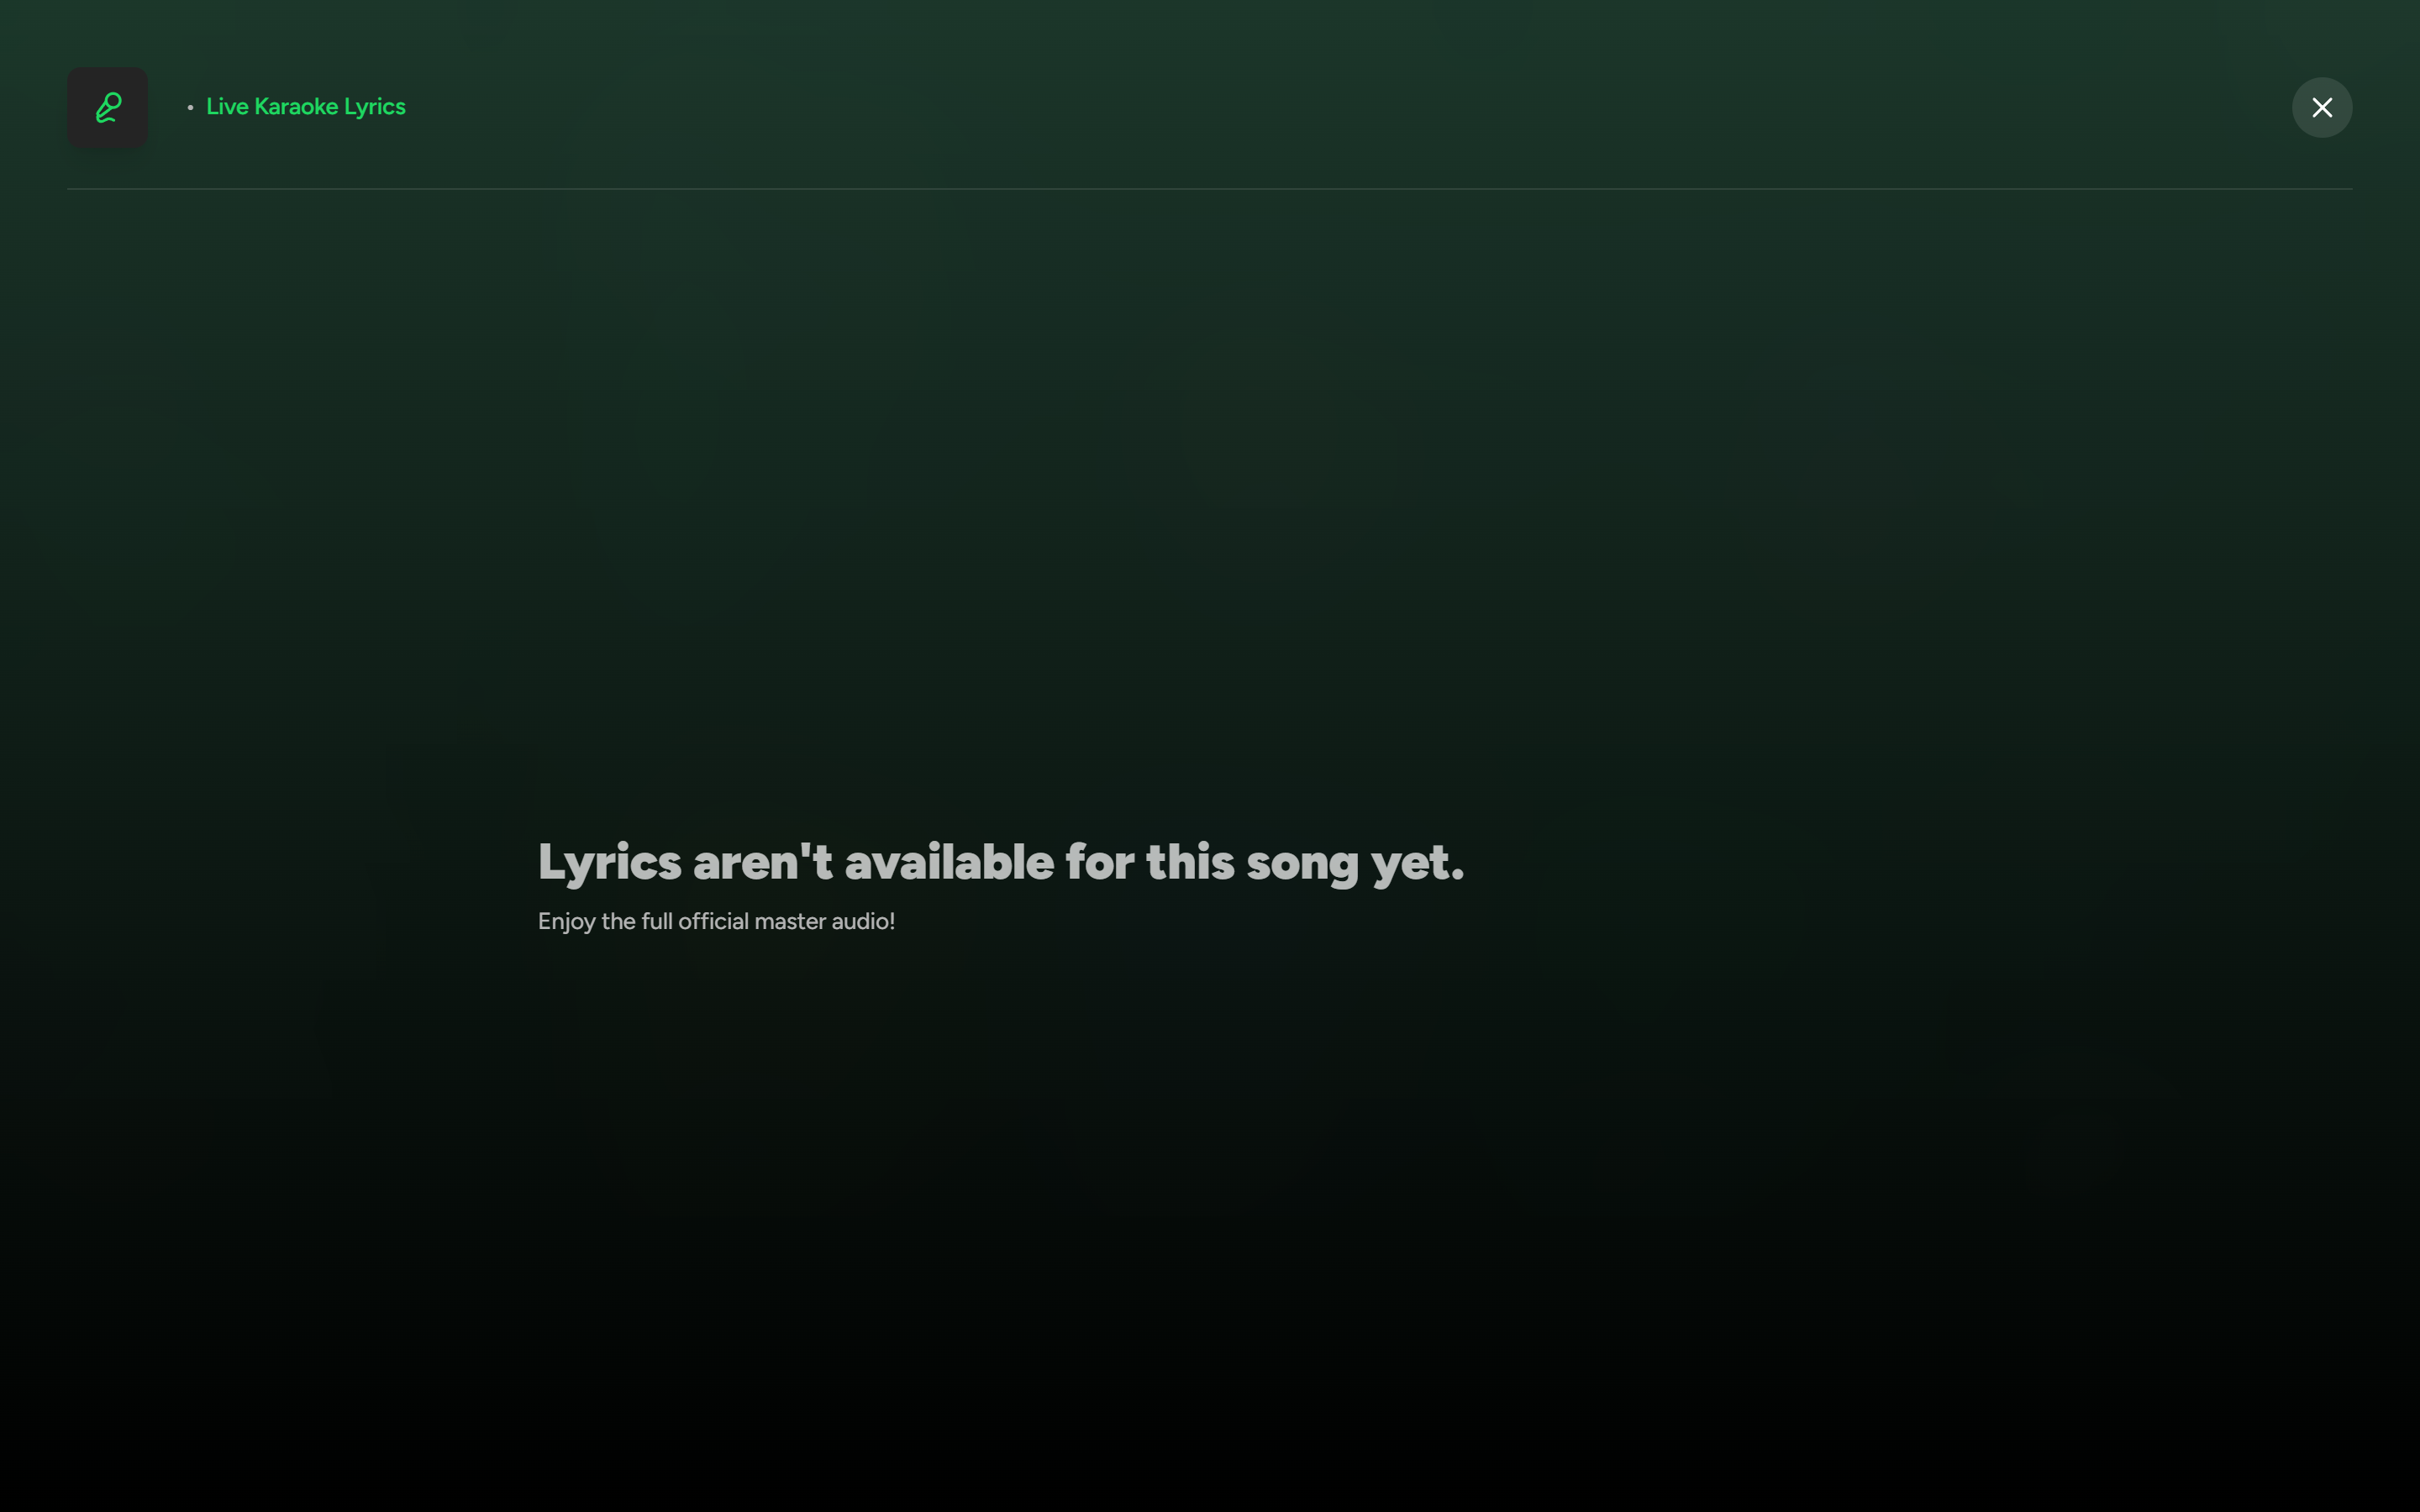 • Live Karaoke Lyrics
Lyrics aren't available for this song yet.
Enjoy the full official master audio!